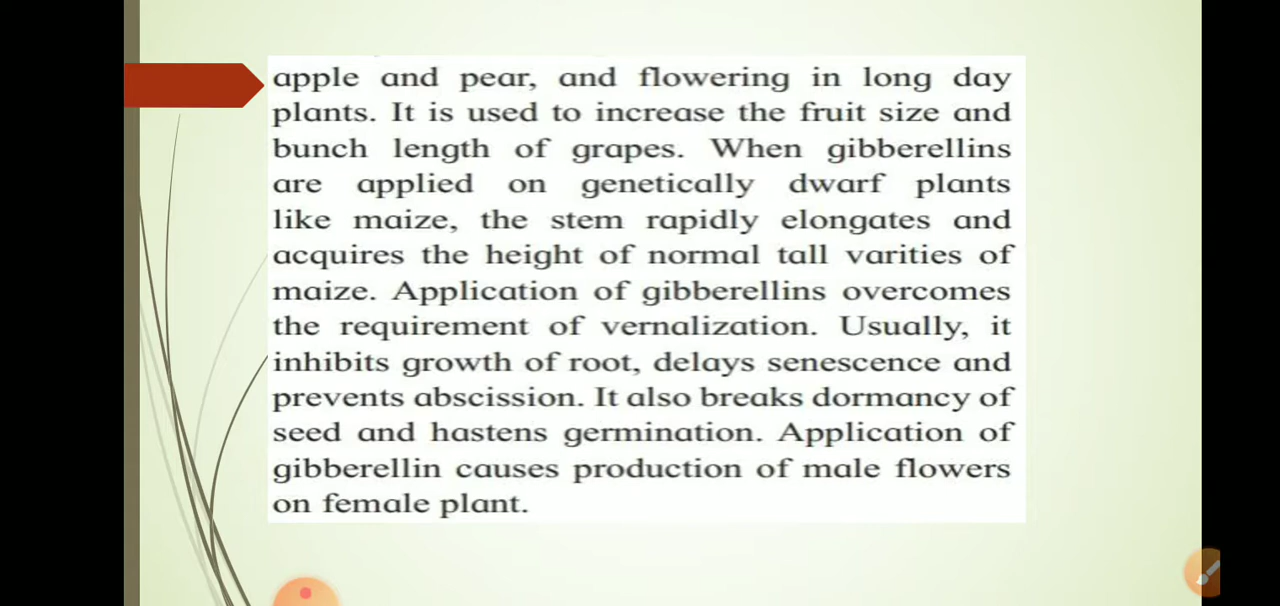 apple and pear, and flowering in long day
plants. It is used to increase the fruit size and
bunch length of grapes. When gibberellins
are applied on genetically dwarf plants
like maize, the stem rapidly elongates and
acquires the height of normal tall varities of
maize. Application of gibberellins overcomes
the requirement of vernalization. Usually, it
inhibits growth of root, delays senescence and
prevents abscission. It also breaks dormancy of
seed and hastens germination. Application of
gibberellin causes production of male flowers
on female plant.